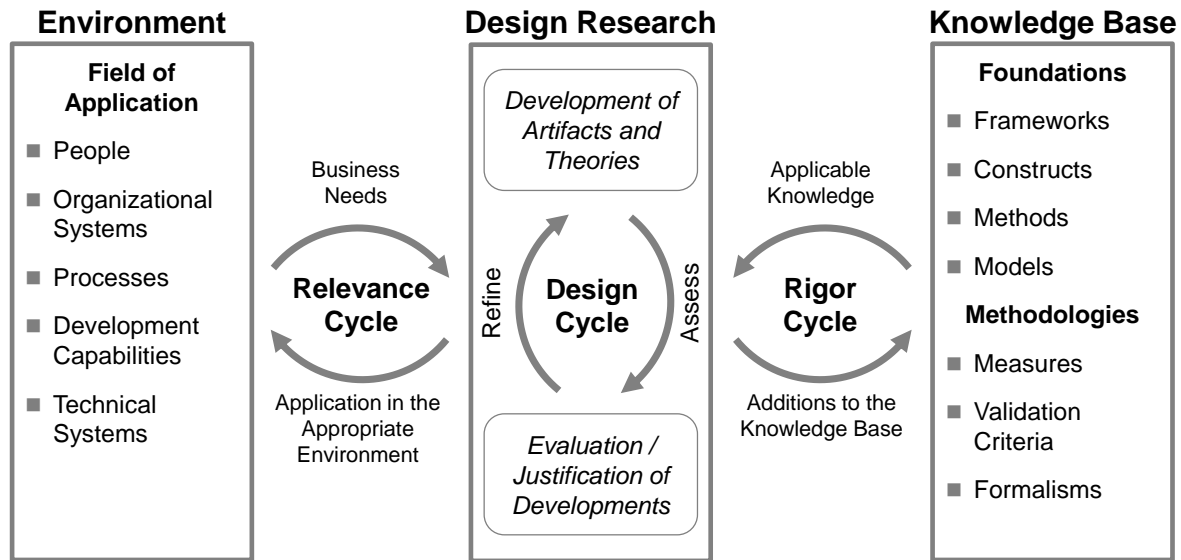 Environment
Field of
Application
People
Organizational
Systems
Processes
Development
Capabilities
Technical
Systems
Business
Needs
Relevance
Cycle
Application in the
Appropriate
Environment
Design Research
Development of
Artifacts and
Theories
Refine
Design
Cycle
Assess
Evaluation /
Justification of
Developments
Applicable
Knowledge
Rigor
Cycle
Additions to the
Knowledge Base
Knowledge Base
Foundations
Frameworks
Constructs
Methods
Models
Methodologies
Measures
Validation
Criteria
Formalisms